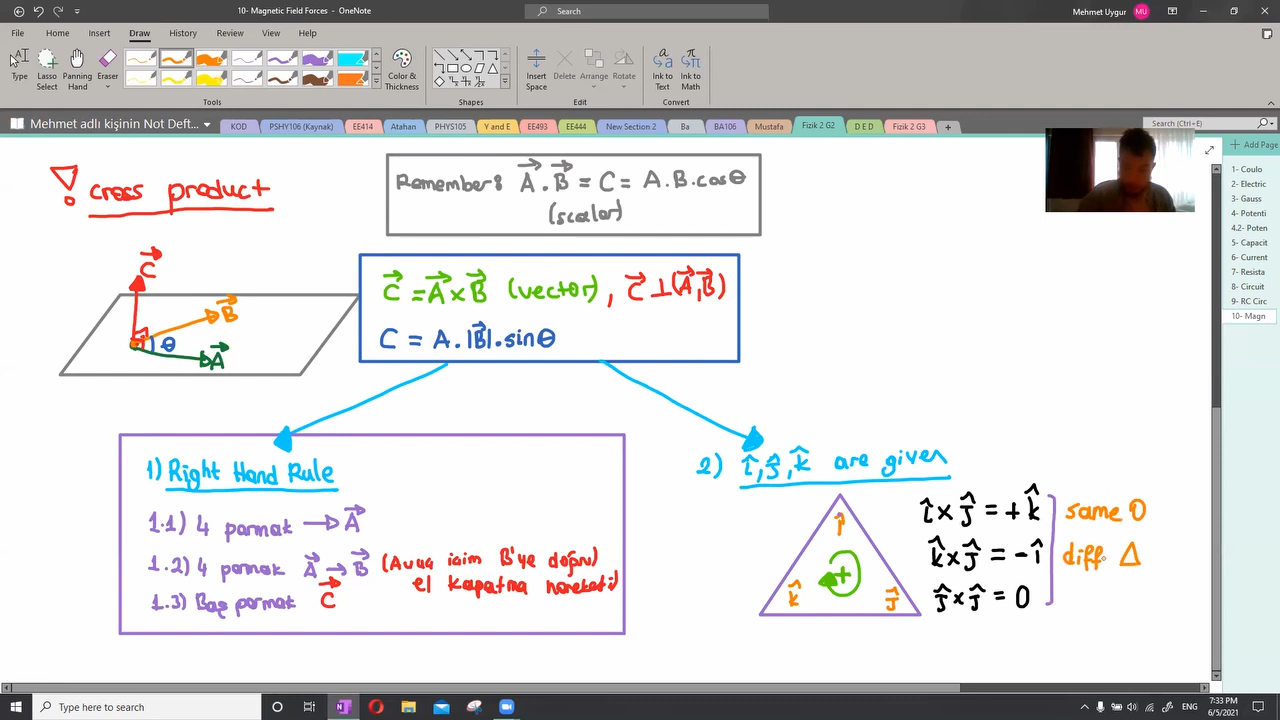 10- Magnetic Field Forces - OneNote
Search
Mehmet Uygur
MU
File Home Insert Draw History Review View Help
Type
Lasso Select
Panning Hand
Eraser
Color & Thickness
Insert Space
Delete
Arrange
Rotate
Ink to Text
Ink to Math
Tools
Shapes
Edit
Convert
Mehmet adlı kişinin Not Deft...
KOD
PSHY106 (Kaynak)
EE414
Atahan
PHYS105
Y and E
EE493
EE444
New Section 2
Ba
BA106
Mustafa
Fizik 2 G2
D E D
Fizik 2 G3
Search (Ctrl+E)
Add Page
1- Coulo
2- Electric
3- Gauss
4- Potenti
4.2- Poten
5- Capacit
6- Current
7- Resista
8- Circuit
9- RC Circ
10- Magn
! cross product
Remember: A⃗ . B⃗ = C = A.B.cosθ
(scalar)
C⃗
B⃗
θ
A⃗
C⃗ = A⃗ x B⃗ (vector), C⃗ ⊥ (A⃗, B⃗)
C = A . |B⃗| . sinθ
1) Right Hand Rule
1.1) 4 parmak → A⃗
1.2) 4 parmak A⃗ → B⃗ (Avuç içim B'ye doğru)
el kapatma hareketi)
1.3) Baş parmak C⃗
2) î, ĵ, k̂ are given
î
k̂
+
ĵ
î x ĵ = + k̂
k̂ x ĵ = - î
ĵ x ĵ = 0
same 0
diff. Δ
Type here to search
ENG
7:33 PM
6/5/2021